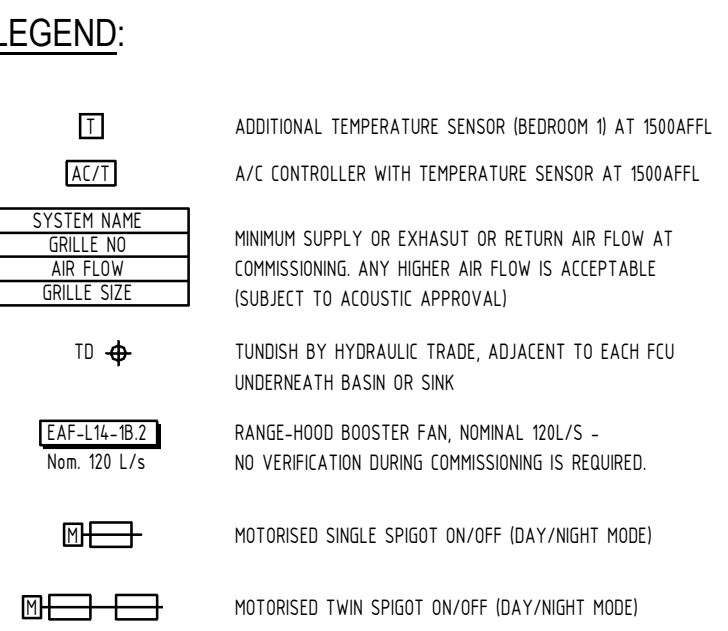 LEGEND:
T ADDITIONAL TEMPERATURE SENSOR (BEDROOM 1) AT 1500AFFL
AC/T A/C CONTROLLER WITH TEMPERATURE SENSOR AT 1500AFFL
SYSTEM NAME
GRILLE NO
AIR FLOW
GRILLE SIZE
MINIMUM SUPPLY OR EXHASUT OR RETURN AIR FLOW AT
COMMISSIONING. ANY HIGHER AIR FLOW IS ACCEPTABLE
(SUBJECT TO ACOUSTIC APPROVAL)
TD TUNDISH BY HYDRAULIC TRADE, ADJACENT TO EACH FCU
UNDERNEATH BASIN OR SINK
EAF-L14-1B.2 RANGE-HOOD BOOSTER FAN, NOMINAL 120L/S -
Nom. 120 L/s NO VERIFICATION DURING COMMISSIONING IS REQUIRED.
M MOTORISED SINGLE SPIGOT ON/OFF (DAY/NIGHT MODE)
M MOTORISED TWIN SPIGOT ON/OFF (DAY/NIGHT MODE)